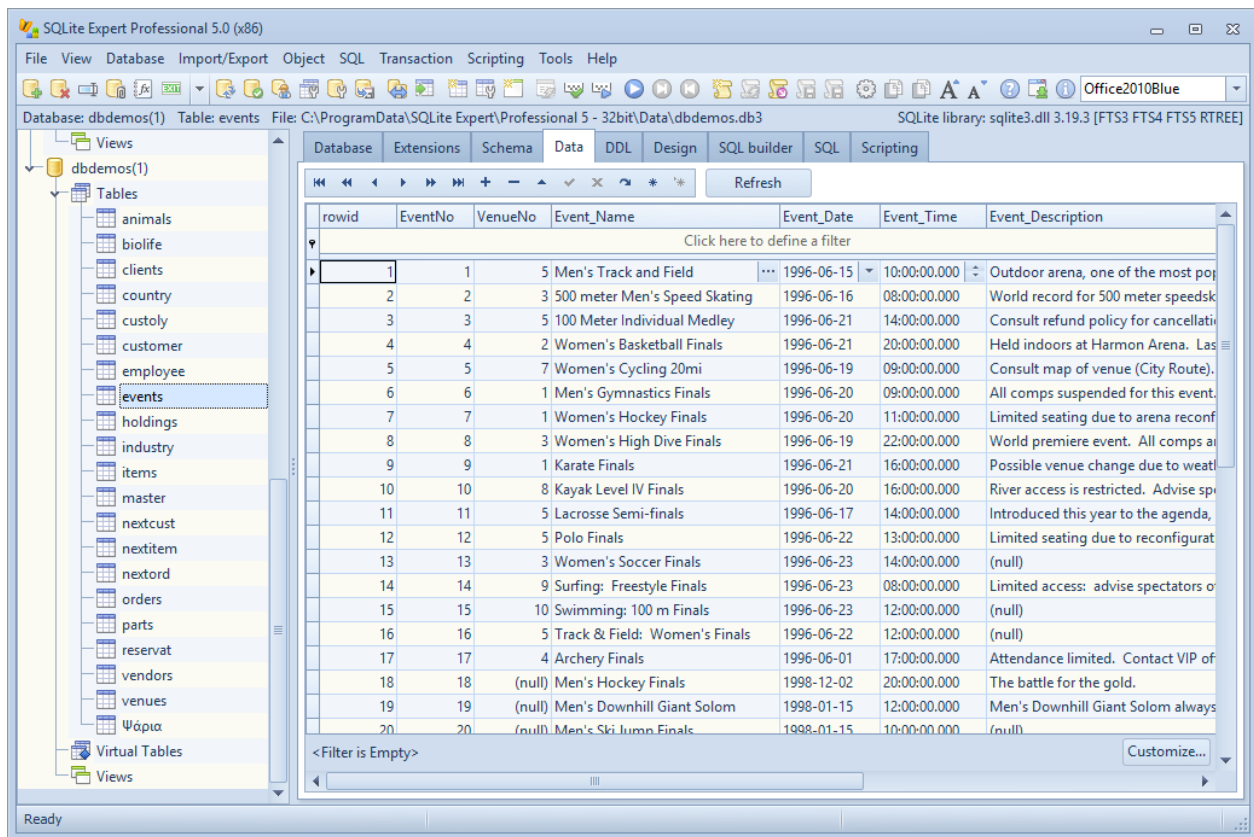 SQLite Expert Professional 5.0 (x86)
File View Database Import/Export Object SQL Transaction Scripting Tools Help
Office2010Blue
Database: dbdemos(1) Table: events File: C:\ProgramData\SQLite Expert\Professional 5 - 32bit\Data\dbdemos.db3 SQLite library: sqlite3.dll 3.19.3 [FTS3 FTS4 FTS5 RTREE]
Views
dbdemos(1)
Tables
animals
biolife
clients
country
custoly
customer
employee
events
holdings
industry
items
master
nextcust
nextitem
nextord
orders
parts
reservat
vendors
venues
Ψάρια
Virtual Tables
Views
Database Extensions Schema Data DDL Design SQL builder SQL Scripting
Refresh
rowid EventNo VenueNo Event_Name Event_Date Event_Time Event_Description
Click here to define a filter
1 1 5 Men's Track and Field ... 1996-06-15 10:00:00.000 Outdoor arena, one of the most pop
2 2 3 500 meter Men's Speed Skating 1996-06-16 08:00:00.000 World record for 500 meter speedsk
3 3 5 100 Meter Individual Medley 1996-06-21 14:00:00.000 Consult refund policy for cancellati
4 4 2 Women's Basketball Finals 1996-06-21 20:00:00.000 Held indoors at Harmon Arena. Las
5 5 7 Women's Cycling 20mi 1996-06-19 09:00:00.000 Consult map of venue (City Route).
6 6 1 Men's Gymnastics Finals 1996-06-20 09:00:00.000 All comps suspended for this event.
7 7 1 Women's Hockey Finals 1996-06-20 11:00:00.000 Limited seating due to arena reconf
8 8 3 Women's High Dive Finals 1996-06-19 22:00:00.000 World premiere event. All comps a
9 9 1 Karate Finals 1996-06-21 16:00:00.000 Possible venue change due to weat
10 10 8 Kayak Level IV Finals 1996-06-20 16:00:00.000 River access is restricted. Advise spe
11 11 5 Lacrosse Semi-finals 1996-06-17 14:00:00.000 Introduced this year to the agenda,
12 12 5 Polo Finals 1996-06-22 13:00:00.000 Limited seating due to reconfigurat
13 13 3 Women's Soccer Finals 1996-06-23 14:00:00.000 (null)
14 14 9 Surfing: Freestyle Finals 1996-06-23 08:00:00.000 Limited access: advise spectators o
15 15 10 Swimming: 100 m Finals 1996-06-23 12:00:00.000 (null)
16 16 5 Track & Field: Women's Finals 1996-06-22 12:00:00.000 (null)
17 17 4 Archery Finals 1996-06-01 17:00:00.000 Attendance limited. Contact VIP of
18 18 (null) Men's Hockey Finals 1998-12-02 20:00:00.000 The battle for the gold.
19 19 (null) Men's Downhill Giant Solom 1998-01-15 12:00:00.000 Men's Downhill Giant Solom always
20 20 (null) Men's Ski Jump Finals 1998-01-15 10:00:00.000 (null)
<Filter is Empty> Customize...
Ready